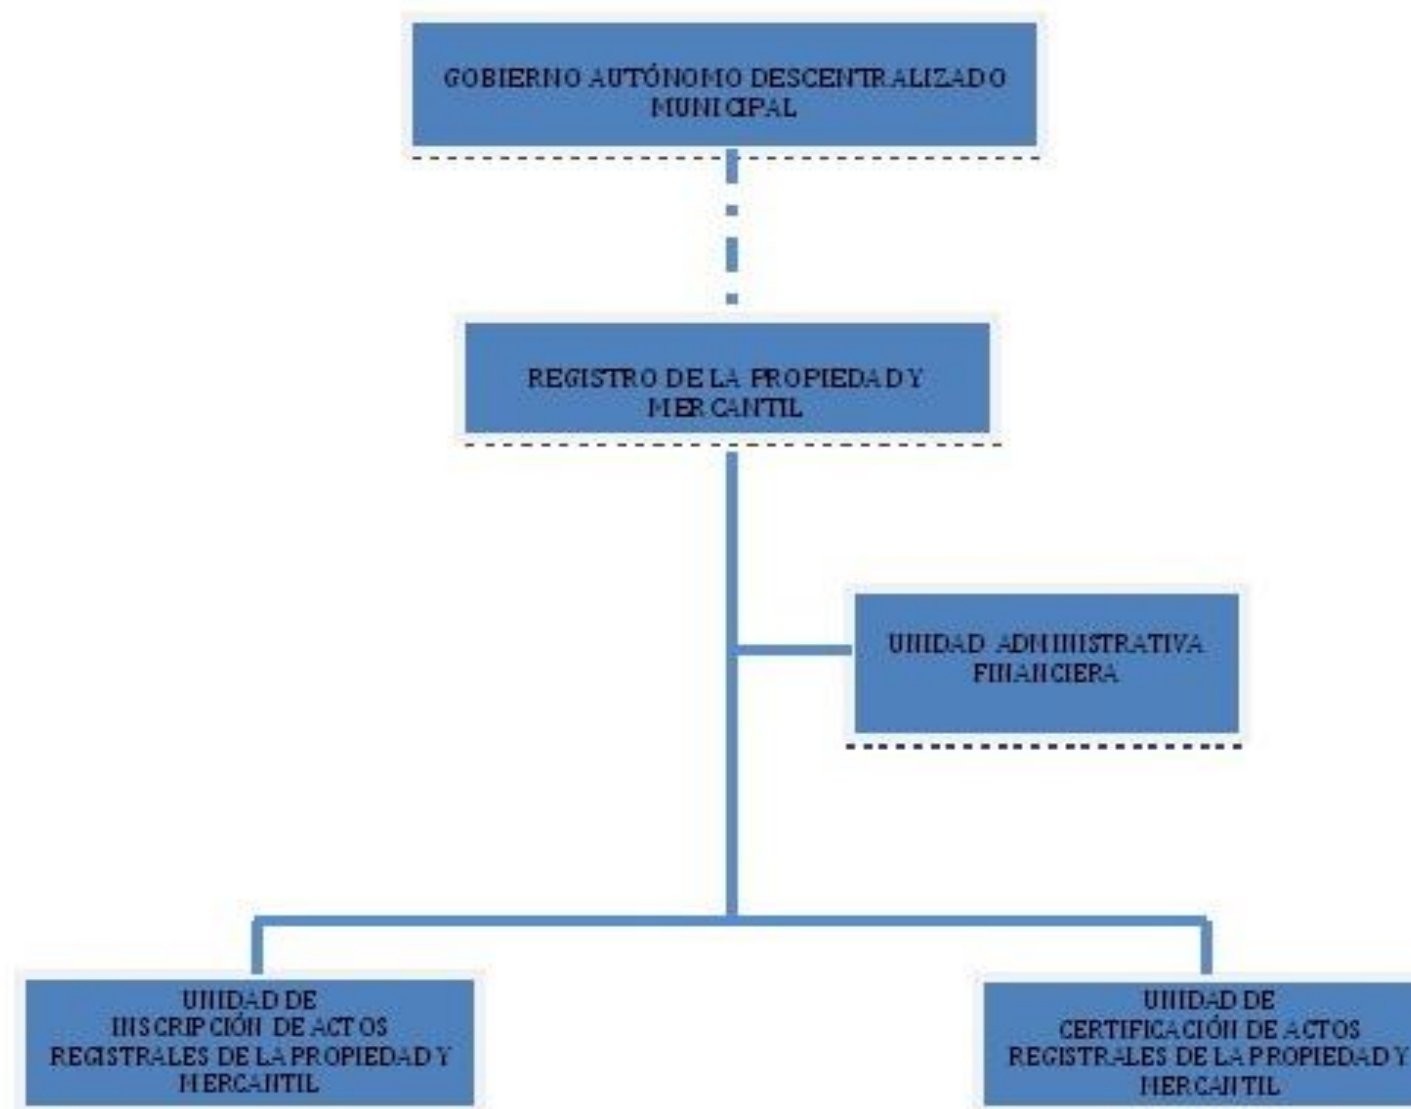 GOBIERNO AUTÓNOMO DESCENTRALIZADO
MUNICIPAL
REGISTRO DE LA PROPIEDAD Y
MERCANTIL
UNIDAD ADMINISTRATIVA
FINANCIERA
UNIDAD DE
INSCRIPCIÓN DE ACTOS
REGISTRALES DE LA PROPIEDAD Y
MERCANTIL
UNIDAD DE
CERTIFICACIÓN DE ACTOS
REGISTRALES DE LA PROPIEDAD Y
MERCANTIL